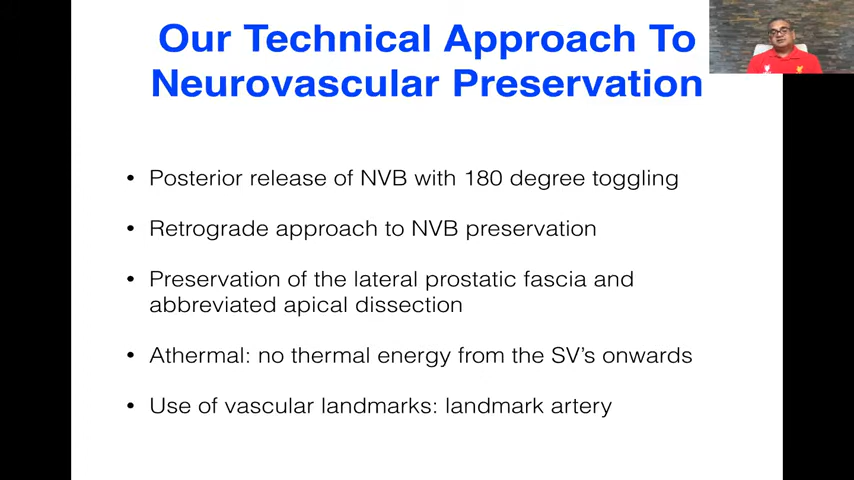 Our Technical Approach To
Neurovascular Preservation
• Posterior release of NVB with 180 degree toggling
• Retrograde approach to NVB preservation
• Preservation of the lateral prostatic fascia and
abbreviated apical dissection
• Athermal: no thermal energy from the SV's onwards
• Use of vascular landmarks: landmark artery